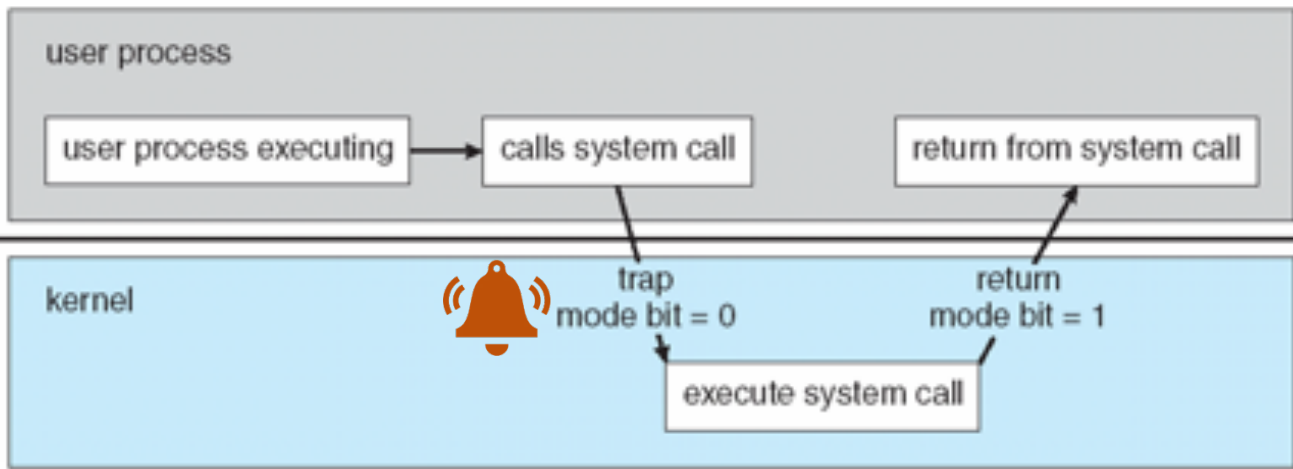 user process
user process executing
calls system call
return from system call
kernel
trap
mode bit = 0
return
mode bit = 1
execute system call